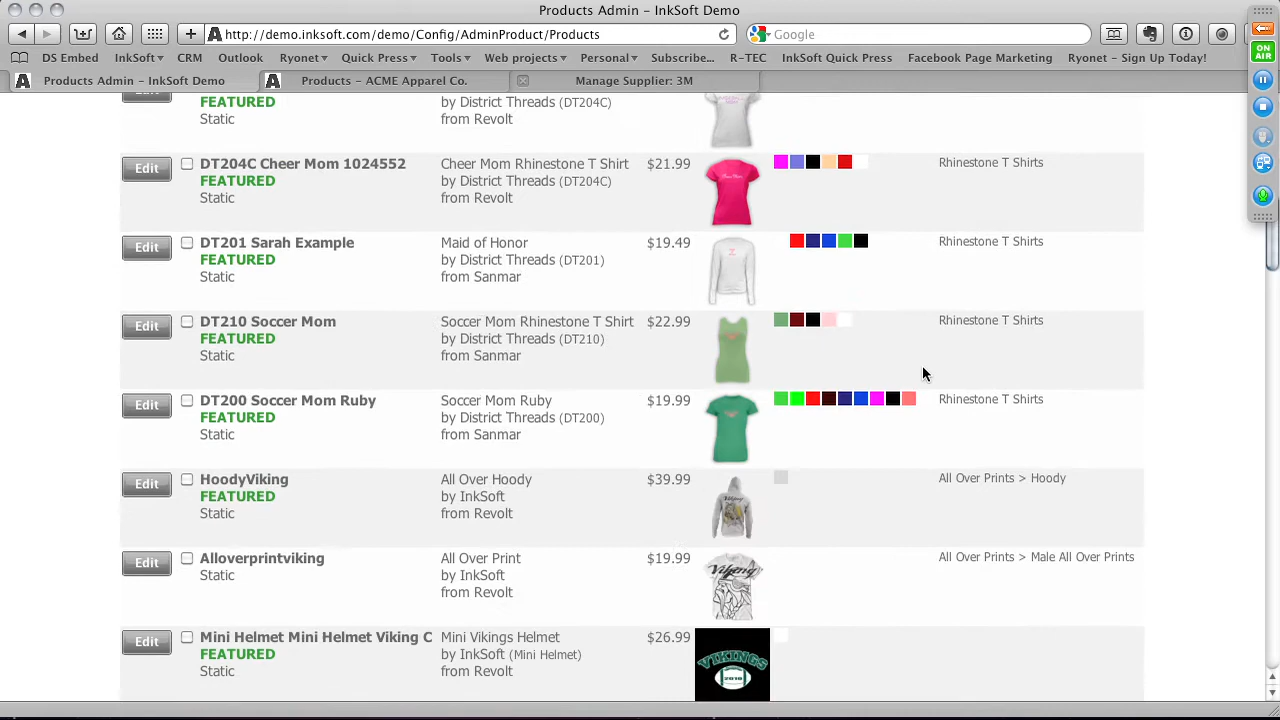 Products Admin - InkSoft Demo
http://demo.inksoft.com/demo/Config/AdminProduct/Products
Google
DS Embed InkSoft CRM Outlook Ryonet Quick Press Tools Web projects Personal Subscribe... R-TEC InkSoft Quick Press Facebook Page Marketing Ryonet - Sign Up Today!
Products Admin - InkSoft Demo Products - ACME Apparel Co. Manage Supplier: 3M
ON AIR
FEATURED by District Threads (DT204C)
Static from Revolt
Edit DT204C Cheer Mom 1024552 Cheer Mom Rhinestone T Shirt $21.99 Rhinestone T Shirts
FEATURED by District Threads (DT204C)
Static from Revolt
Edit DT201 Sarah Example Maid of Honor $19.49 Rhinestone T Shirts
FEATURED by District Threads (DT201)
Static from Sanmar
Edit DT210 Soccer Mom Soccer Mom Rhinestone T Shirt $22.99 Rhinestone T Shirts
FEATURED by District Threads (DT210)
Static from Sanmar
Edit DT200 Soccer Mom Ruby Soccer Mom Ruby $19.99 Rhinestone T Shirts
FEATURED by District Threads (DT200)
Static from Sanmar
Edit HoodyViking All Over Hoody $39.99 All Over Prints > Hoody
FEATURED by InkSoft
Static from Revolt
Edit Alloverprintviking All Over Print $19.99 All Over Prints > Male All Over Prints
Static by InkSoft
from Revolt
Edit Mini Helmet Mini Helmet Viking C Mini Vikings Helmet $26.99
FEATURED by InkSoft (Mini Helmet)
Static from Revolt
VIKINGS
2010